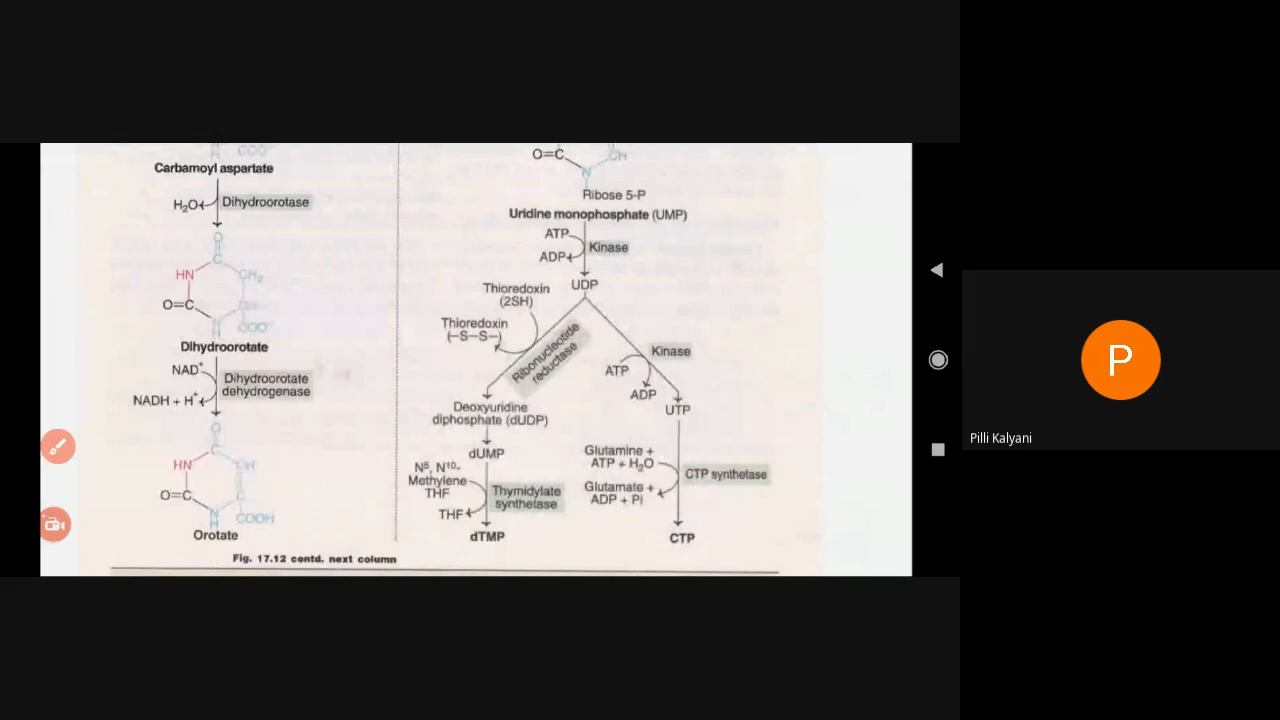 COO⁻
Carbamoyl aspartate
H₂O
Dihydroorotase
O
C
HN
CH₂
O=C
CH
N
H
COO⁻
Dihydroorotate
NAD⁺
Dihydroorotate
dehydrogenase
NADH + H⁺
O
C
HN
CH
O=C
C
N
H
COOH
Orotate
Fig. 17.12 contd. next column
O=C
CH
N
Ribose 5-P
Uridine monophosphate (UMP)
ATP
Kinase
ADP
UDP
Thioredoxin
(2SH)
Thioredoxin
(–S–S–)
Ribonucleotide
reductase
Kinase
ATP
ADP
Deoxyuridine
diphosphate (dUDP)
UTP
dUMP
N⁵, N¹⁰-
Methylene
THF
Thymidylate
synthetase
THF
dTMP
Glutamine +
ATP + H₂O
CTP synthetase
Glutamate +
ADP + Pi
CTP
P
Pilli Kalyani